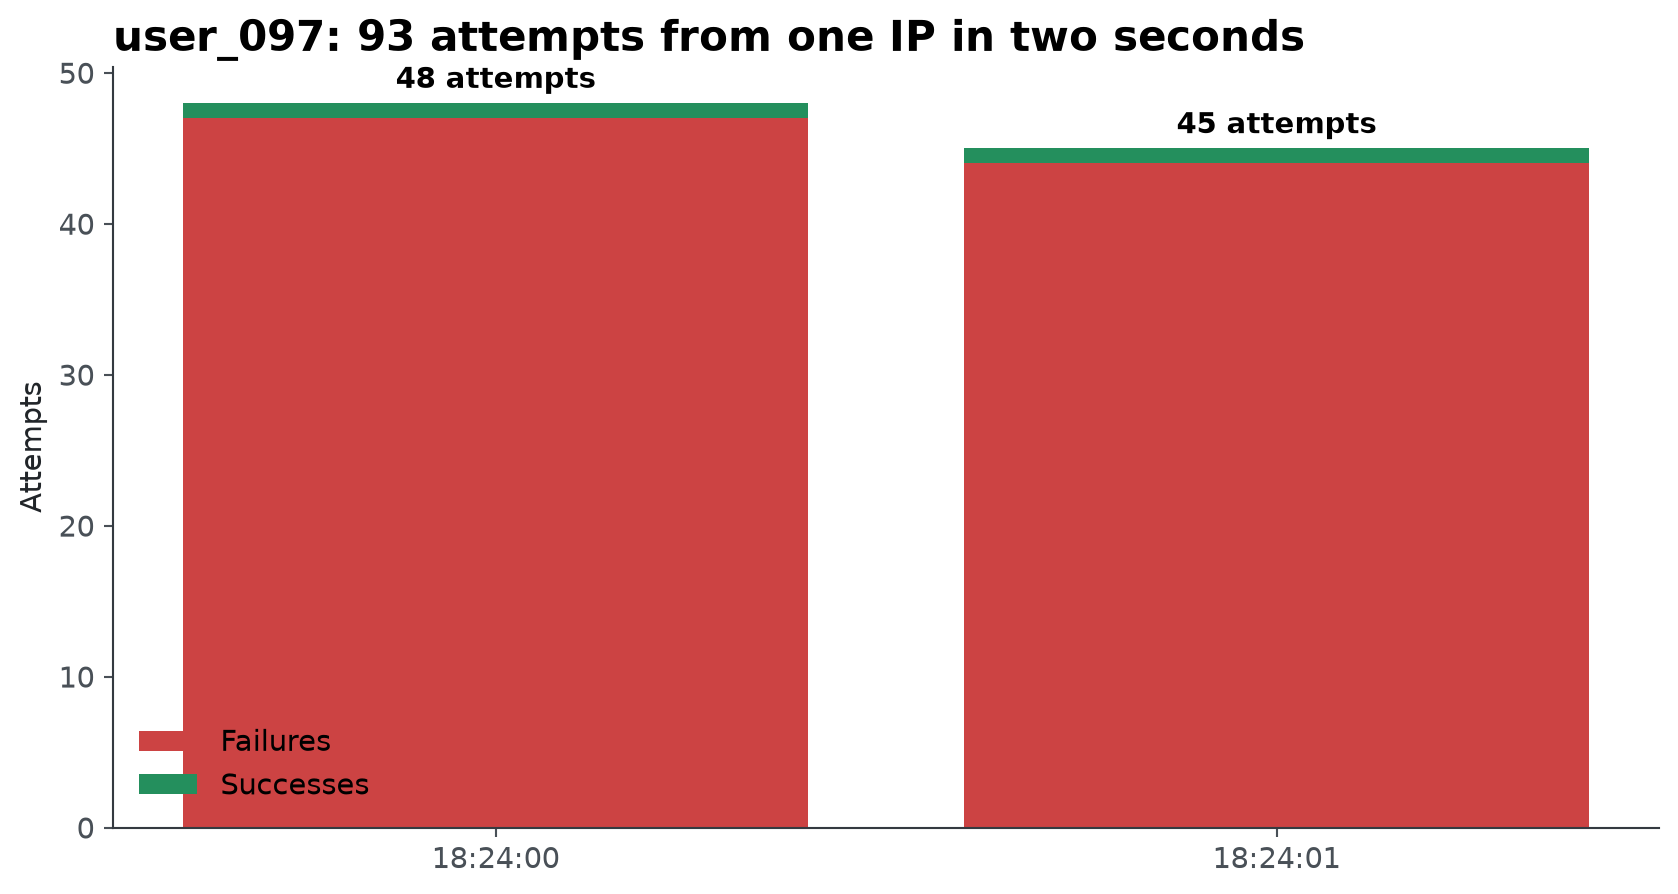 user_097: 93 attempts from one IP in two seconds
48 attempts
45 attempts
Attempts
50
40
30
20
10
0
Failures
Successes
18:24:00
18:24:01